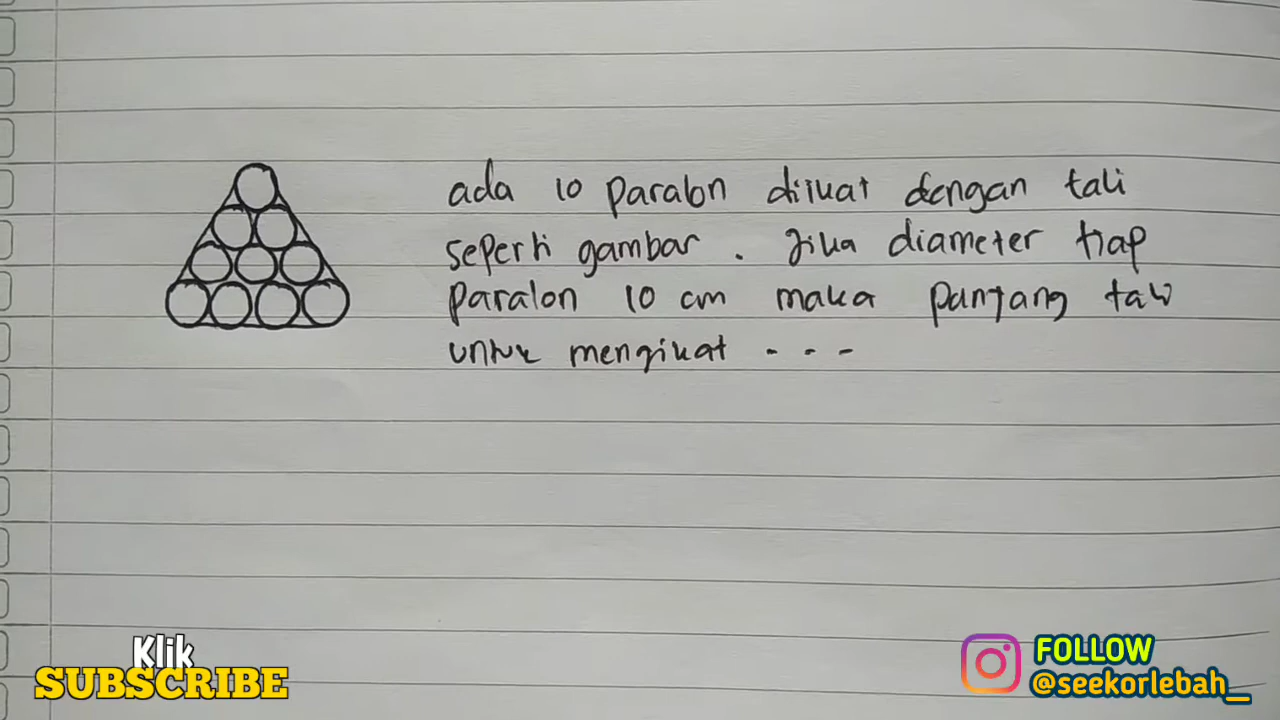 ada 10 paralon diikat dengan tali
seperti gambar. Jika diameter tiap
paralon 10 cm maka panjang tali
untuk mengikat ...
Klik
SUBSCRIBE
FOLLOW
@seekorlebah_